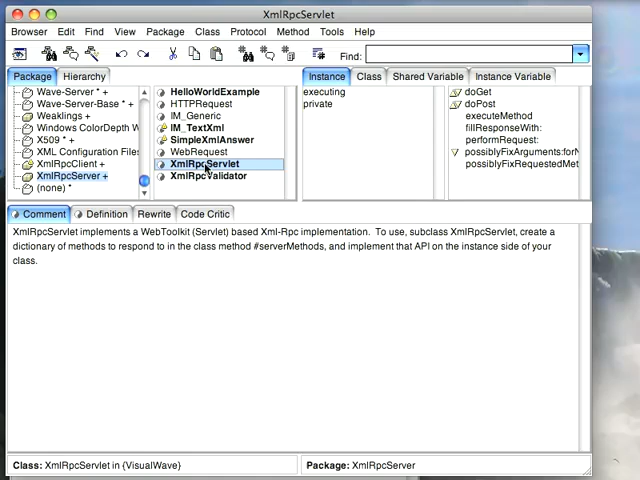 XmlRpcServlet
Browser Edit Find View Package Class Protocol Method Tools Help
Find:
Package Hierarchy
Instance Class Shared Variable Instance Variable
Wave-Server * +
Wave-Server-Base * +
Weaklings +
Windows ColorDepth W
X509 * +
XML Configuration Files
XmlRpcClient +
XmlRpcServer +
(none) *
HelloWorldExample
HTTPRequest
IM_Generic
IM_TextXml
SimpleXmlAnswer
WebRequest
XmlRpcServlet
XmlRpcValidator
executing
private
doGet
doPost
executeMethod
fillResponseWith:
performRequest:
possiblyFixArguments:forM
possiblyFixRequestedMet
Comment Definition Rewrite Code Critic
XmlRpcServlet implements a WebToolkit (Servlet) based Xml-Rpc implementation. To use, subclass XmlRpcServlet, create a
dictionary of methods to respond to in the class method #serverMethods, and implement that API on the instance side of your
class.
Class: XmlRpcServlet in {VisualWave}
Package: XmlRpcServer